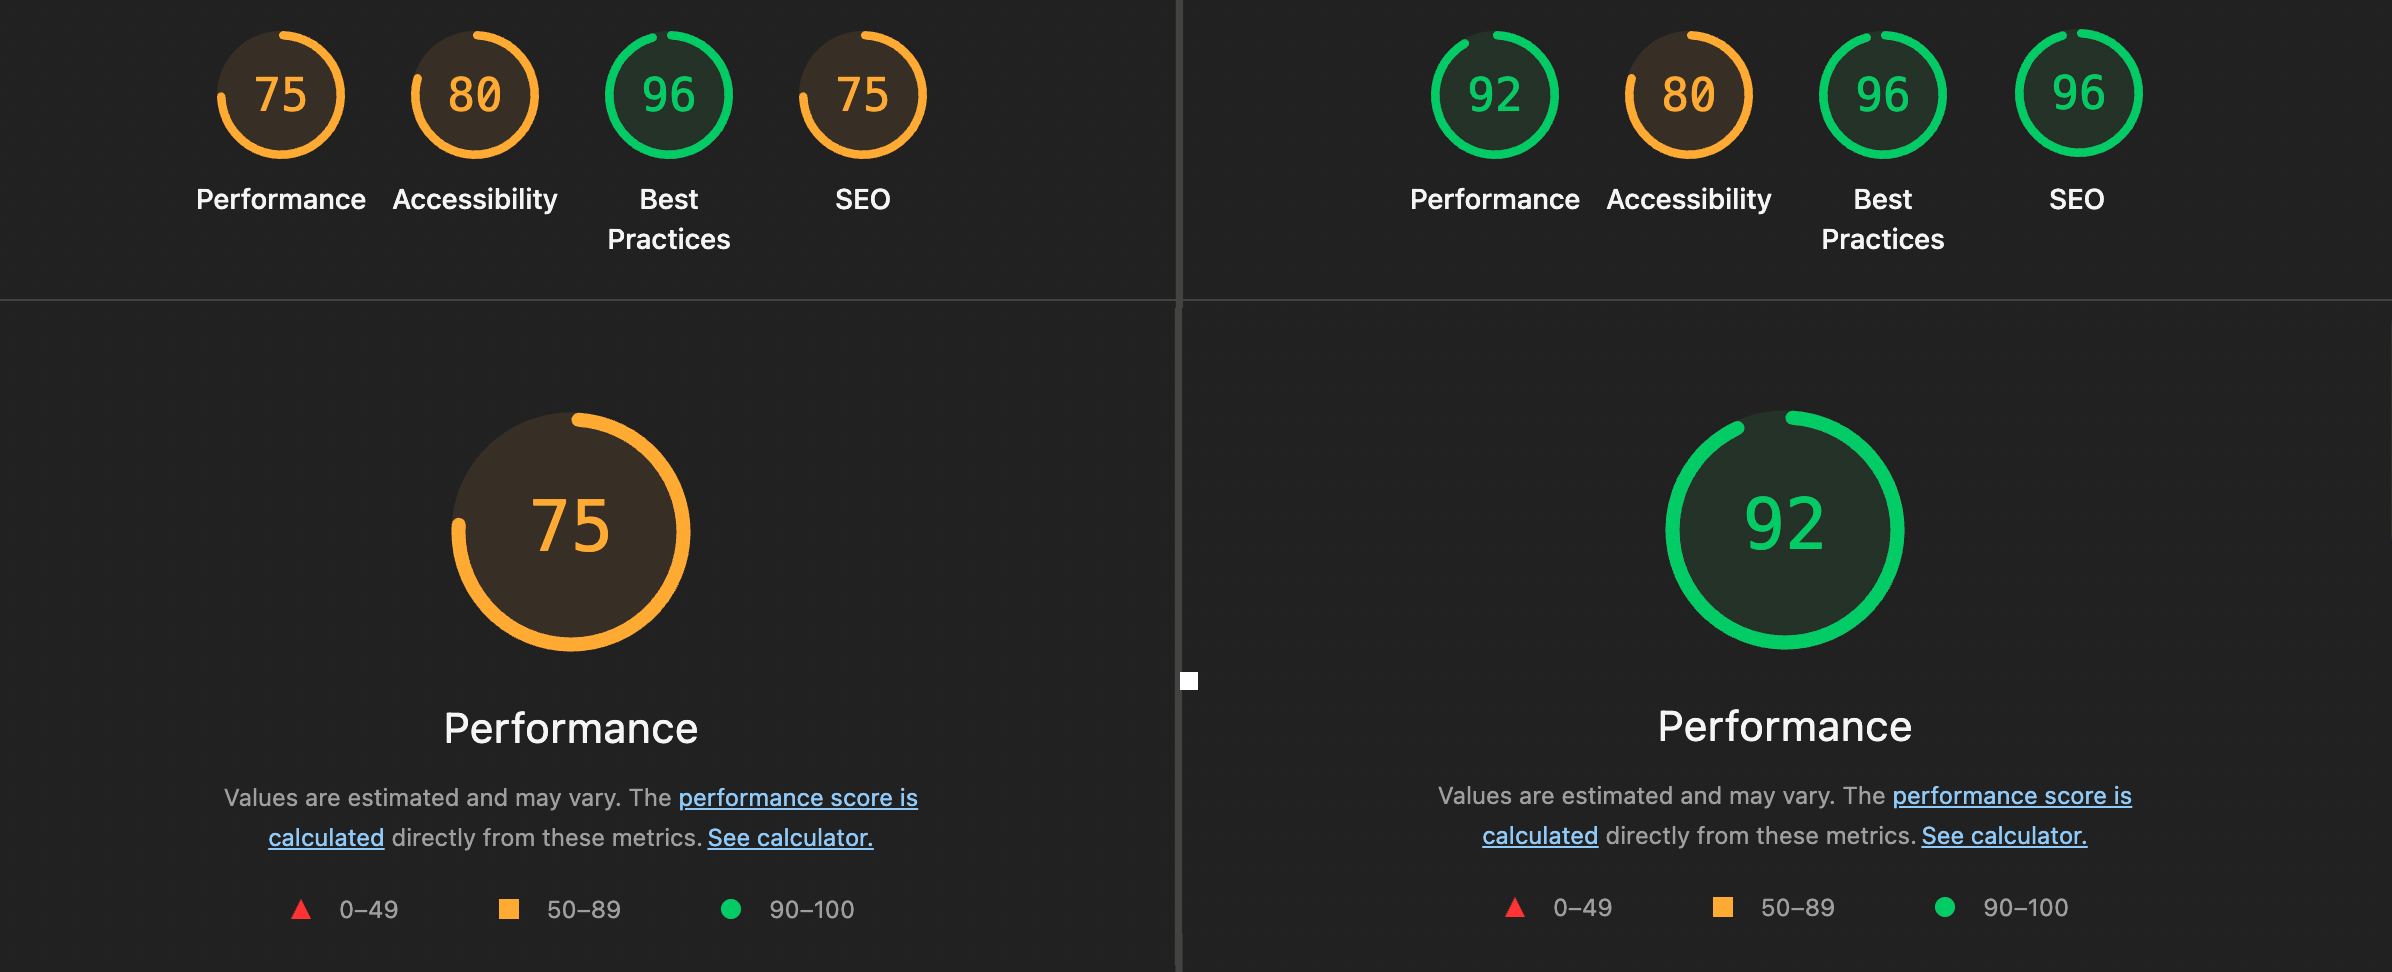 75
80
96
75
Performance
Accessibility
Best
Practices
SEO
75
Performance
Values are estimated and may vary. The performance score is
calculated directly from these metrics. See calculator.
0–49
50–89
90–100
92
80
96
96
Performance
Accessibility
Best
Practices
SEO
92
Performance
Values are estimated and may vary. The performance score is
calculated directly from these metrics. See calculator.
0–49
50–89
90–100